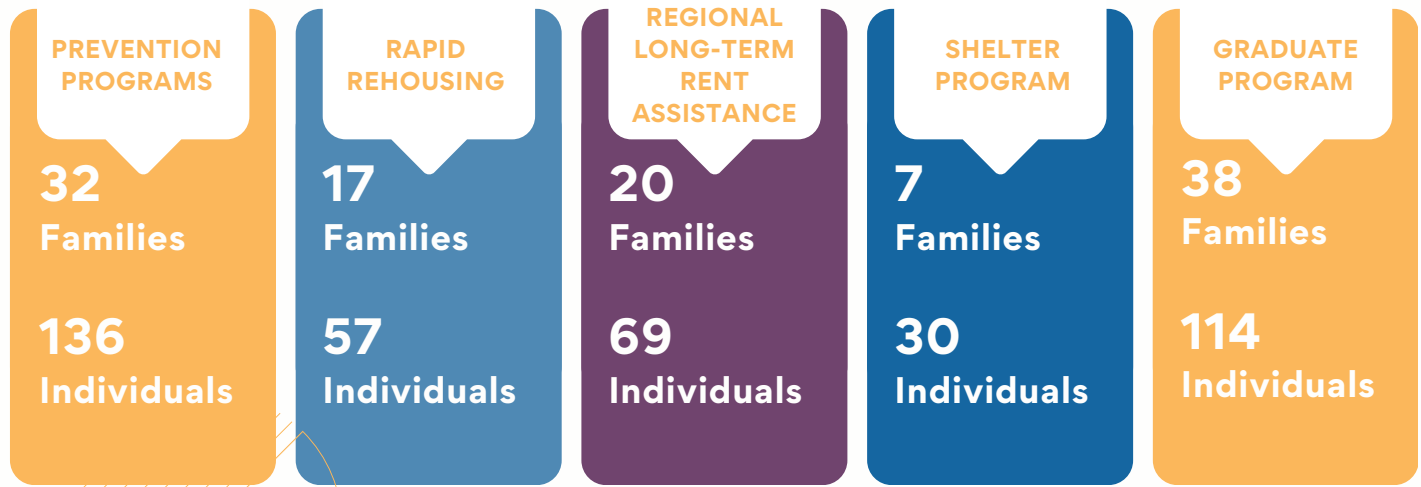 PREVENTION
PROGRAMS
32
Families
136
Individuals
RAPID
REHOUSING
17
Families
57
Individuals
REGIONAL
LONG-TERM
RENT
ASSISTANCE
20
Families
69
Individuals
SHELTER
PROGRAM
7
Families
30
Individuals
GRADUATE
PROGRAM
38
Families
114
Individuals